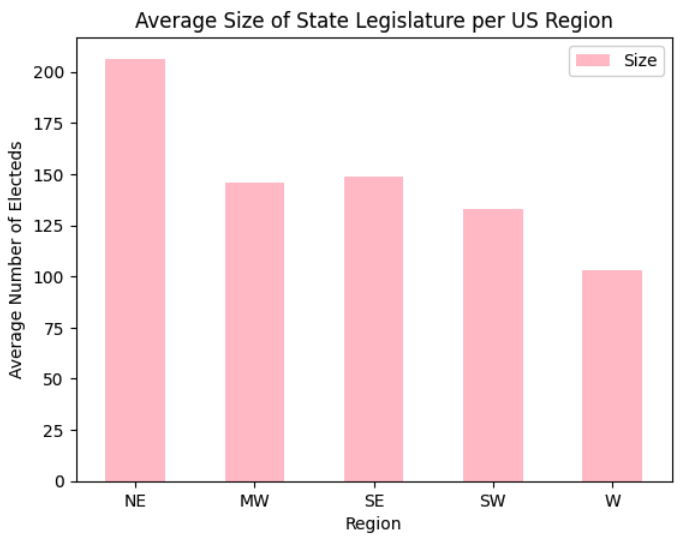 Average Size of State Legislature per US Region
Size
Average Number of Electeds
200
175
150
125
100
75
50
25
0
NE MW SE SW W
Region